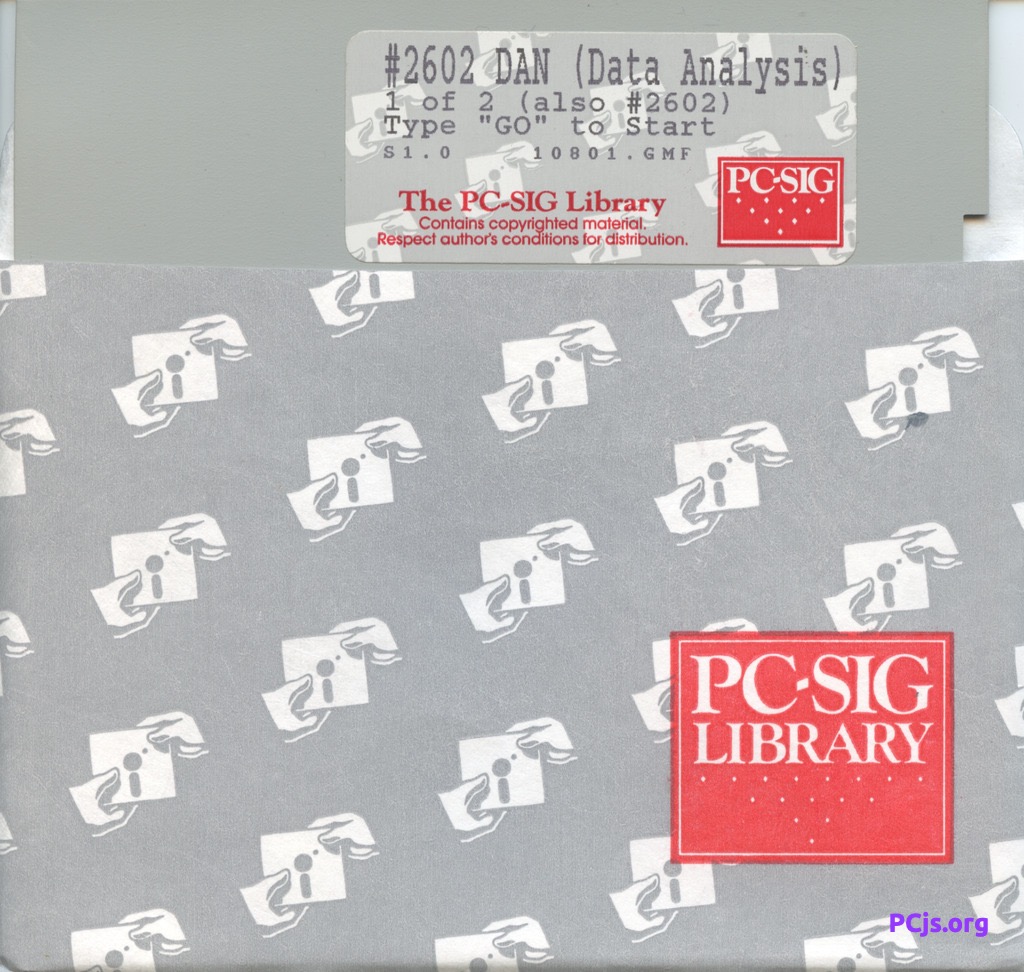 #2602 DAN (Data Analysis)
1 of 2 (also #2602)
Type "GO" to Start
S1.0 10801.GMF
The PC-SIG Library
Contains copyrighted material.
Respect author's conditions for distribution.
PC-SIG
PC-SIG
LIBRARY
PCjs.org